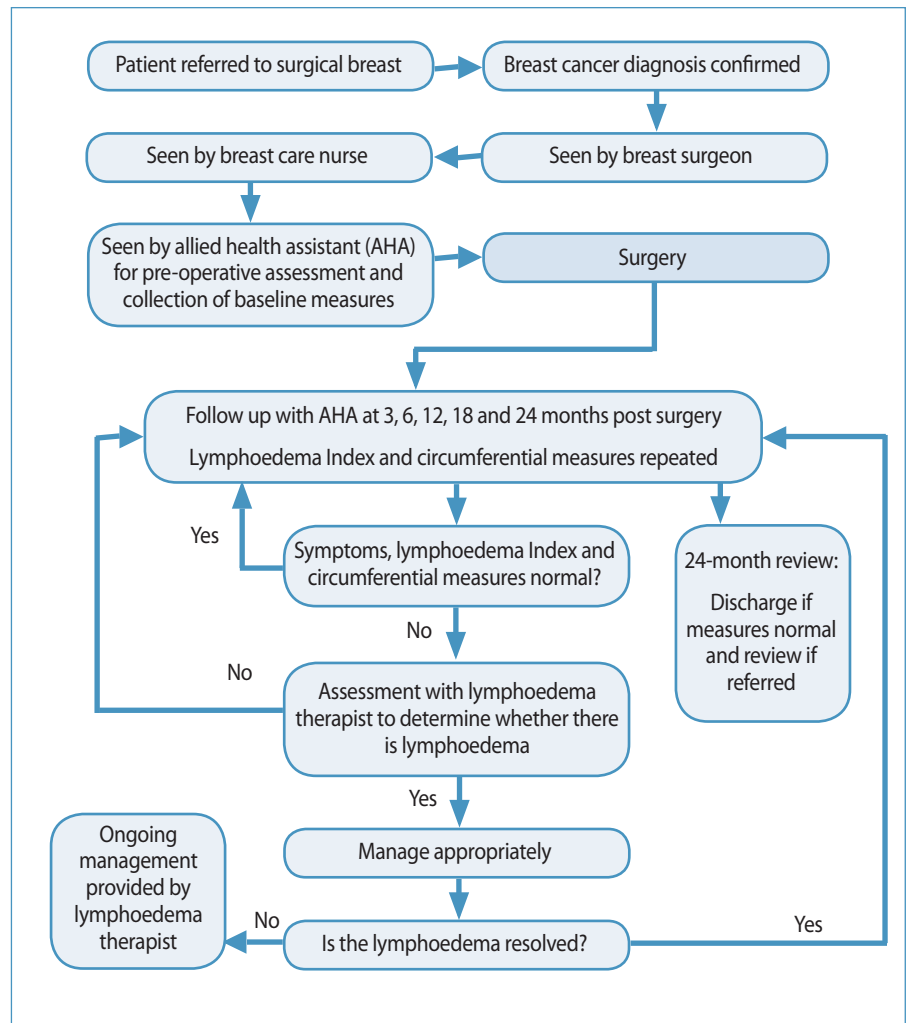 Patient referred to surgical breast
Breast cancer diagnosis confirmed
Seen by breast care nurse
Seen by breast surgeon
Seen by allied health assistant (AHA)
for pre-operative assessment and
collection of baseline measures
Surgery
Follow up with AHA at 3, 6, 12, 18 and 24 months post surgery
Lymphoedema Index and circumferential measures repeated
Yes
Symptoms, lymphoedema Index and
circumferential measures normal?
24-month review:
Discharge if
measures normal
and review if
referred
No
No
Assessment with lymphoedema
therapist to determine whether there
is lymphoedema
Yes
Ongoing
management
provided by
lymphoedema
therapist
Manage appropriately
No
Is the lymphoedema resolved?
Yes